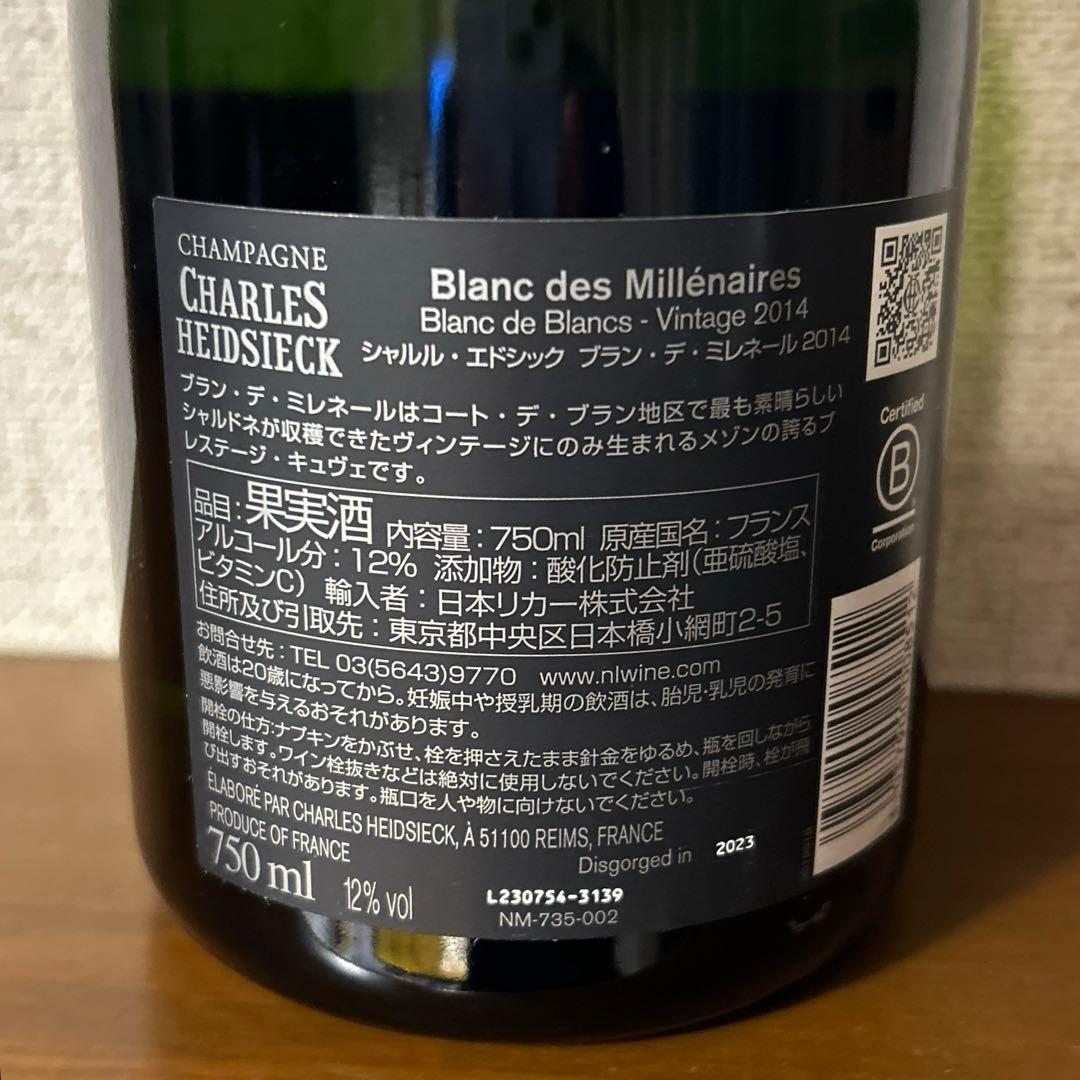 CHAMPAGNE
CHARLES
HEIDSIECK
Blanc des Millénaires
Blanc de Blancs - Vintage 2014
シャルル・エドシック ブラン・デ・ミレネール 2014
ブラン・デ・ミレネールはコート・デ・ブラン地区で最も素晴らしい
シャルドネが収穫できたヴィンテージにのみ生まれるメゾンの誇るプ
レステージ・キュヴェです。
品目:果実酒 内容量:750ml 原産国名:フランス
アルコール分:12% 添加物:酸化防止剤(亜硫酸塩、
ビタミンC) 輸入者:日本リカー株式会社
住所及び引取先:東京都中央区日本橋小網町2-5
お問合せ先:TEL 03(5643)9770 www.nlwine.com
飲酒は20歳になってから。妊娠中や授乳期の飲酒は、胎児・乳児の発育に
悪影響を与えるおそれがあります。
開栓の仕方:ナプキンをかぶせ、栓を押さえたまま針金をゆるめ、瓶を回しながら
開栓します。ワイン栓抜きなどは絶対に使用しないでください。開栓時、栓が飛
び出すおそれがあります。瓶口を人や物に向けないでください。
ÉLABORÉ PAR CHARLES HEIDSIECK, À 51100 REIMS, FRANCE
PRODUCE OF FRANCE
Disgorged in 2023
750 ml 12% vol
L230754-3139
NM-735-002
Certified
B
Corporation